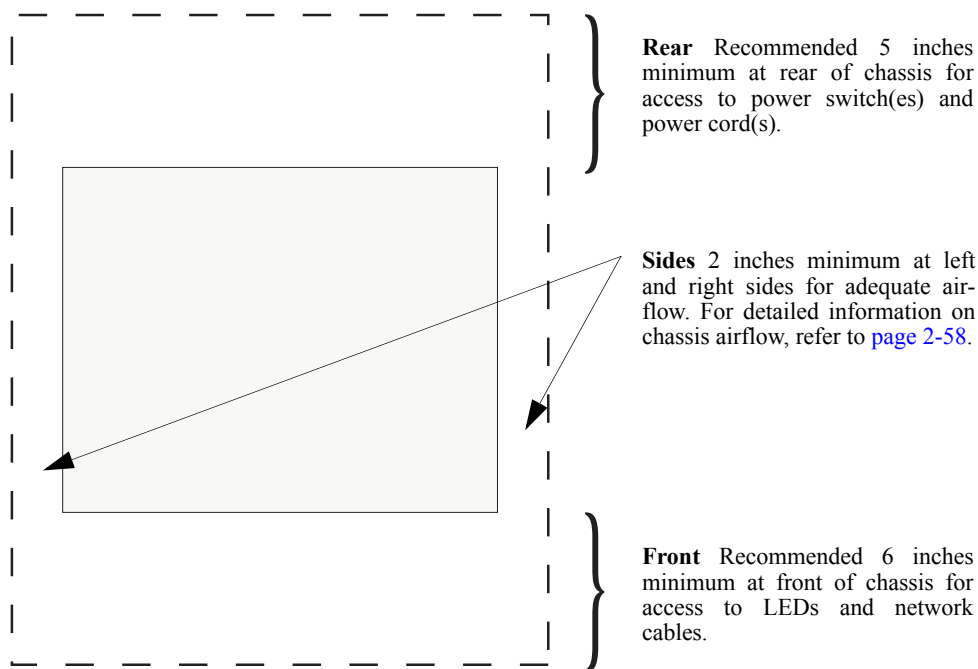 Rear Recommended 5 inches
minimum at rear of chassis for
access to power switch(es) and
power cord(s).
Sides 2 inches minimum at left
and right sides for adequate air-
flow. For detailed information on
chassis airflow, refer to page 2-58.
Front Recommended 6 inches
minimum at front of chassis for
access to LEDs and network
cables.